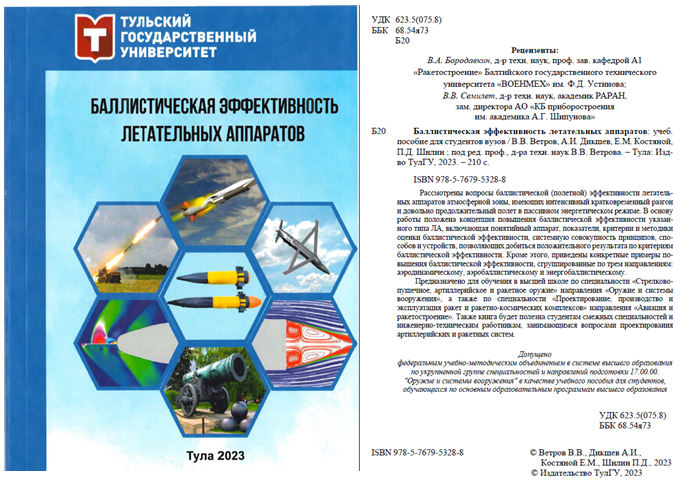 ТУЛЬСКИЙ
ГОСУДАРСТВЕННЫЙ
УНИВЕРСИТЕТ
БАЛЛИСТИЧЕСКАЯ ЭФФЕКТИВНОСТЬ
ЛЕТАТЕЛЬНЫХ АППАРАТОВ
Тула 2023
УДК 623.5(075.8)
ББК 68.54я73
Б20
Рецензенты:
В.А. Бородавкин, д-р техн. наук, проф. зав. кафедрой А1
«Ракетостроение» Балтийского государственного технического
университета «ВОЕНМЕХ» им. Ф.Д. Устинова;
В.В. Семилет, д-р техн. наук, академик РАРАН,
зам. директора АО «КБ приборостроения
им. академика А.Г. Шипунова»
Б20 Баллистическая эффективность летательных аппаратов: учеб.
пособие для студентов вузов / В.В. Ветров, А.И. Дикшев, Е.М. Костяной,
П.Д. Шилин ; под ред. проф., д-ра техн. наук В.В. Ветрова. – Тула: Изд-
во ТулГУ, 2023. – 210 с.
ISBN 978-5-7679-5328-8
Рассмотрены вопросы баллистической (полетной) эффективности летатель-
ных аппаратов атмосферной зоны, имеющих интенсивный кратковременный разгон
и довольно продолжительный полет в пассивном энергетическом режиме. В основу
работы положена концепция повышения баллистической эффективности указан-
ного типа ЛА, включающая понятийный аппарат, показатели, критерии и методики
оценки баллистической эффективности, системную совокупность принципов, спо-
собов и устройств, позволяющих добиться положительного результата по критериям
баллистической эффективности. Кроме этого, приведены конкретные примеры по-
вышения баллистической эффективности, сгруппированные по трем направлениям:
аэродинамическому, аэробаллистическому и энергобаллистическому.
Предназначено для обучения в высшей школе по специальности «Стрелково-
пушечное, артиллерийское и ракетное оружие» направления «Оружие и системы
вооружения», а также по специальности «Проектирование, производство и
эксплуатация ракет и ракетно-космических комплексов» направления «Авиация и
ракетостроение». Также книга будет полезна студентам смежных специальностей и
инженерно-техническим работникам, занимающимся вопросами проектирования
артиллерийских и ракетных систем.
Допущено
федеральным учебно-методическим объединением в системе высшего образования
по укрупненной группе специальностей и направлений подготовки 17.00.00.
"Оружие и системы вооружения" в качестве учебного пособия для студентов,
обучающихся по основным образовательным программам высшего образования
УДК 623.5(075.8)
ББК 68.54я73
ISBN 978-5-7679-5328-8
© Ветров В.В., Дикшев А.И.,
Костяной Е.М., Шилин П.Д., 2023
© Издательство ТулГУ, 2023